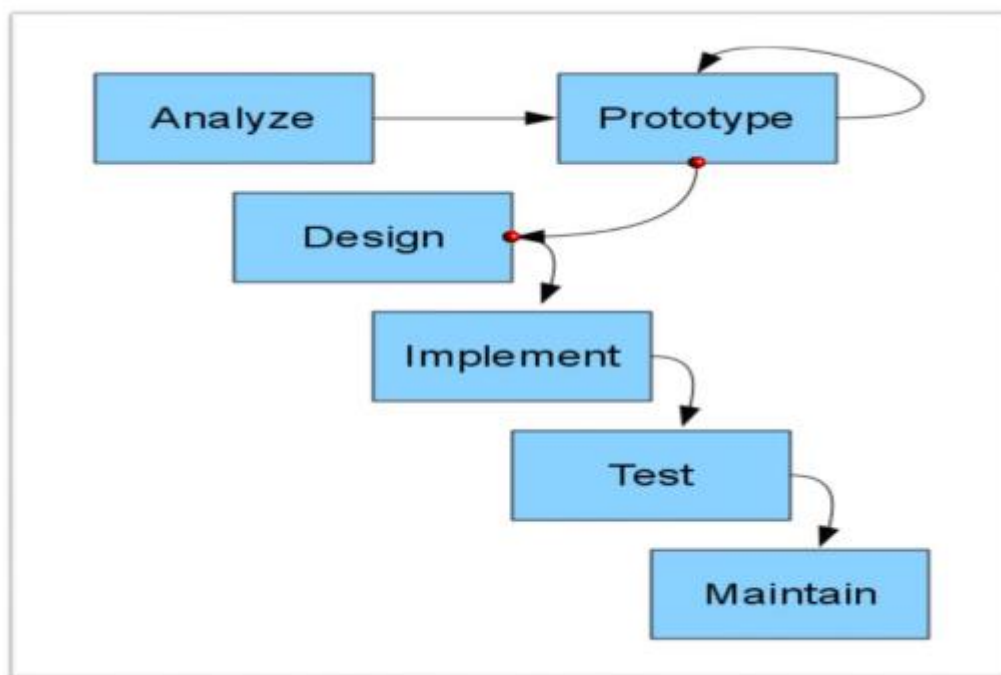 Analyze
Prototype
Design
Implement
Test
Maintain